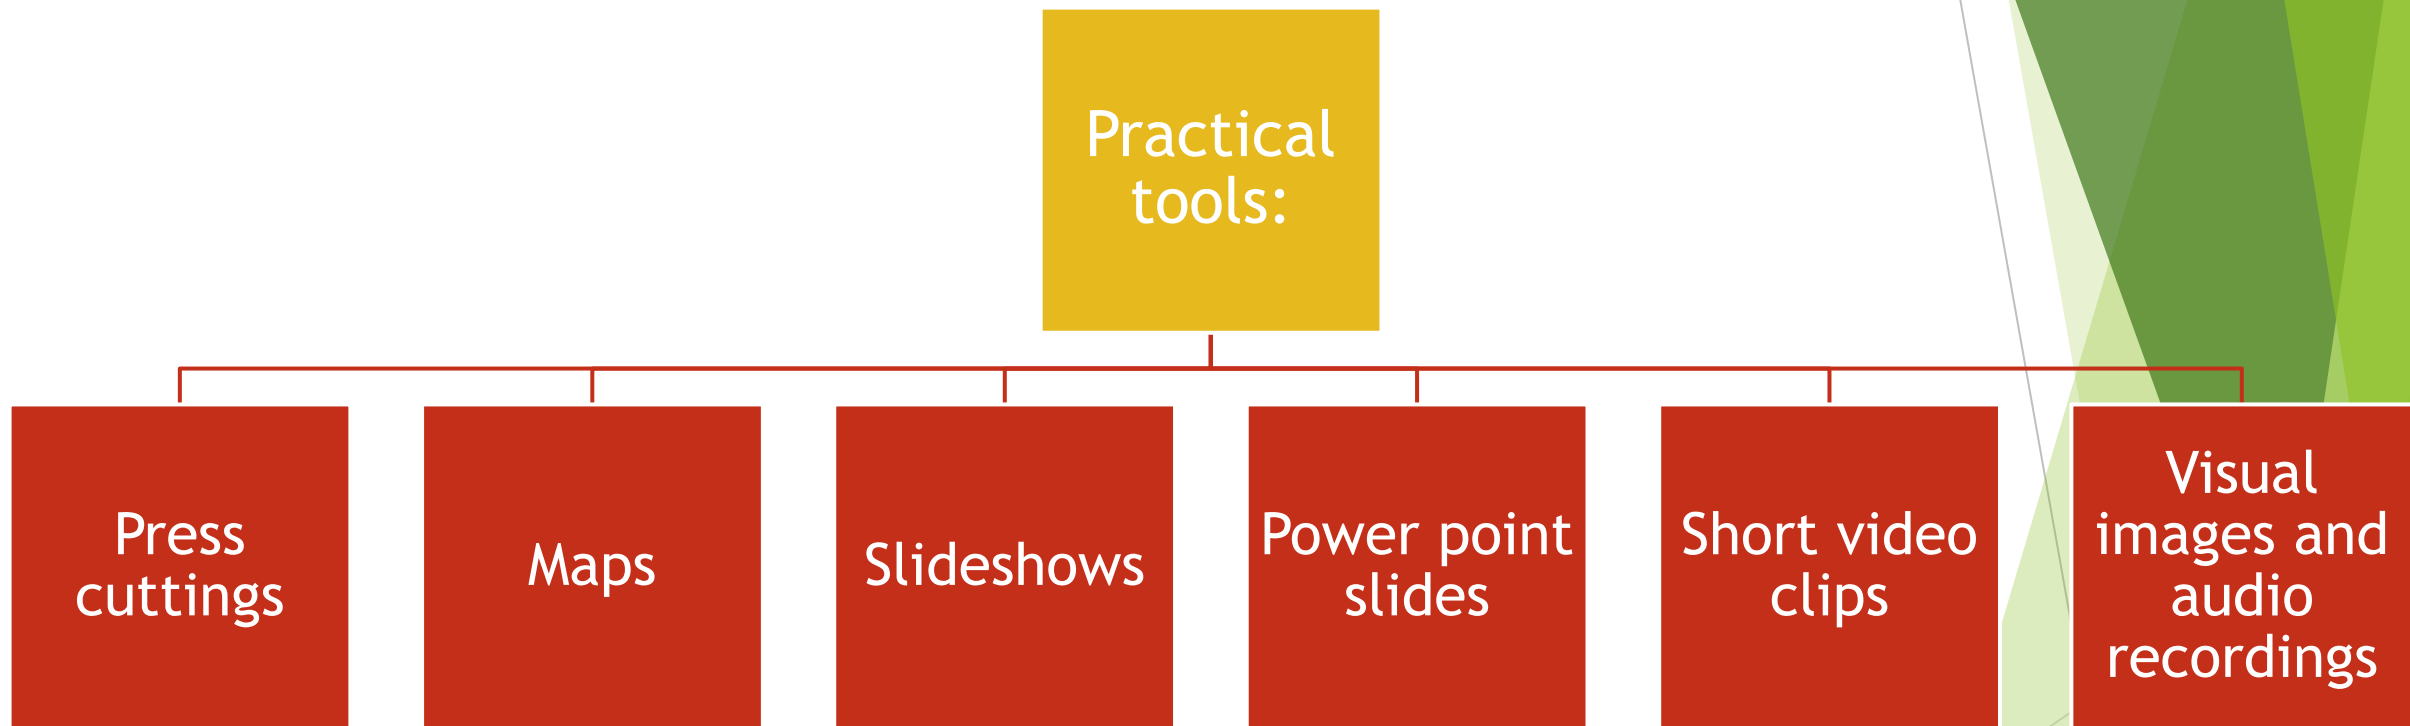 Practical
tools:
Press
cuttings
Maps
Slideshows
Power point
slides
Short video
clips
Visual
images and
audio
recordings